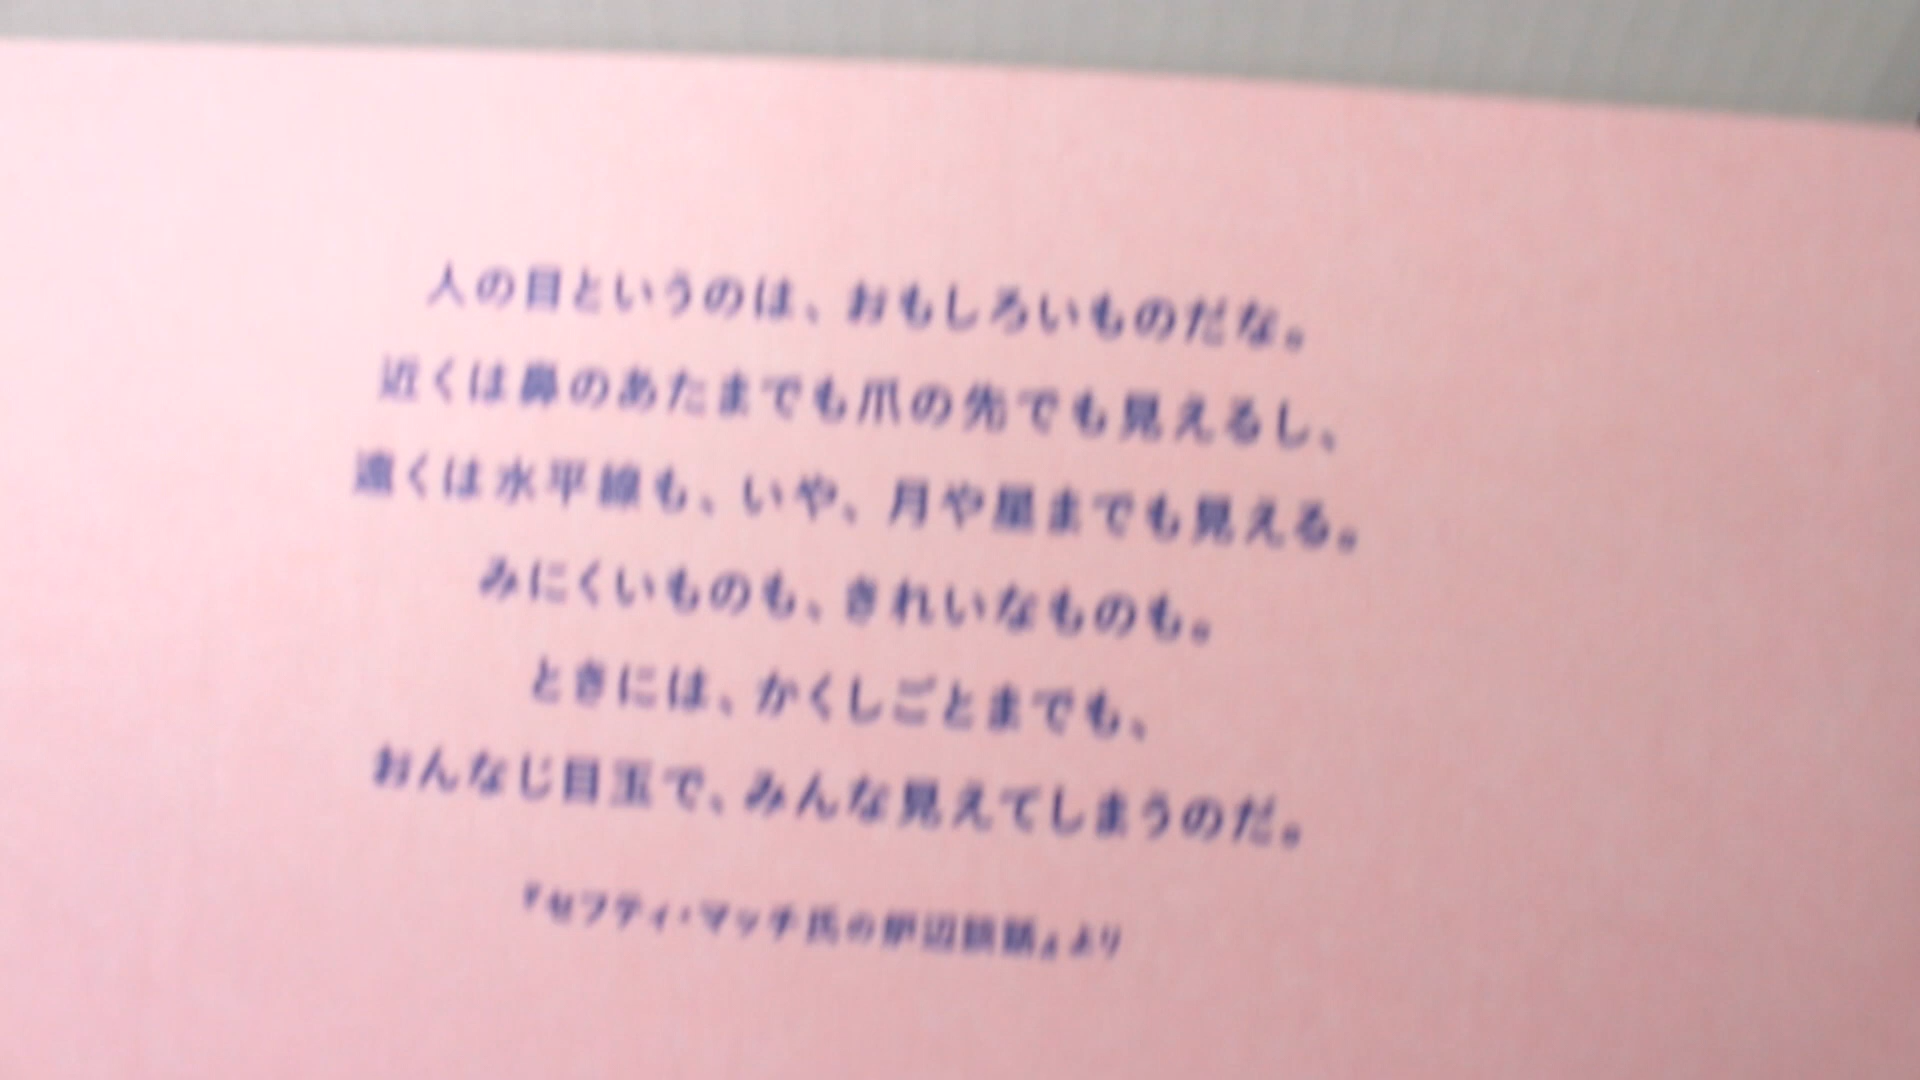 人の目というのは、おもしろいものだな。
近くは鼻のあたまでも爪の先でも見えるし、
遠くは水平線も、いや、月や星までも見える。
みにくいものも、きれいなものも。
ときには、かくしごとまでも、
おんなじ目玉で、みんな見えてしまうのだ。
『セフティ・マッチ氏の炉辺談話』より